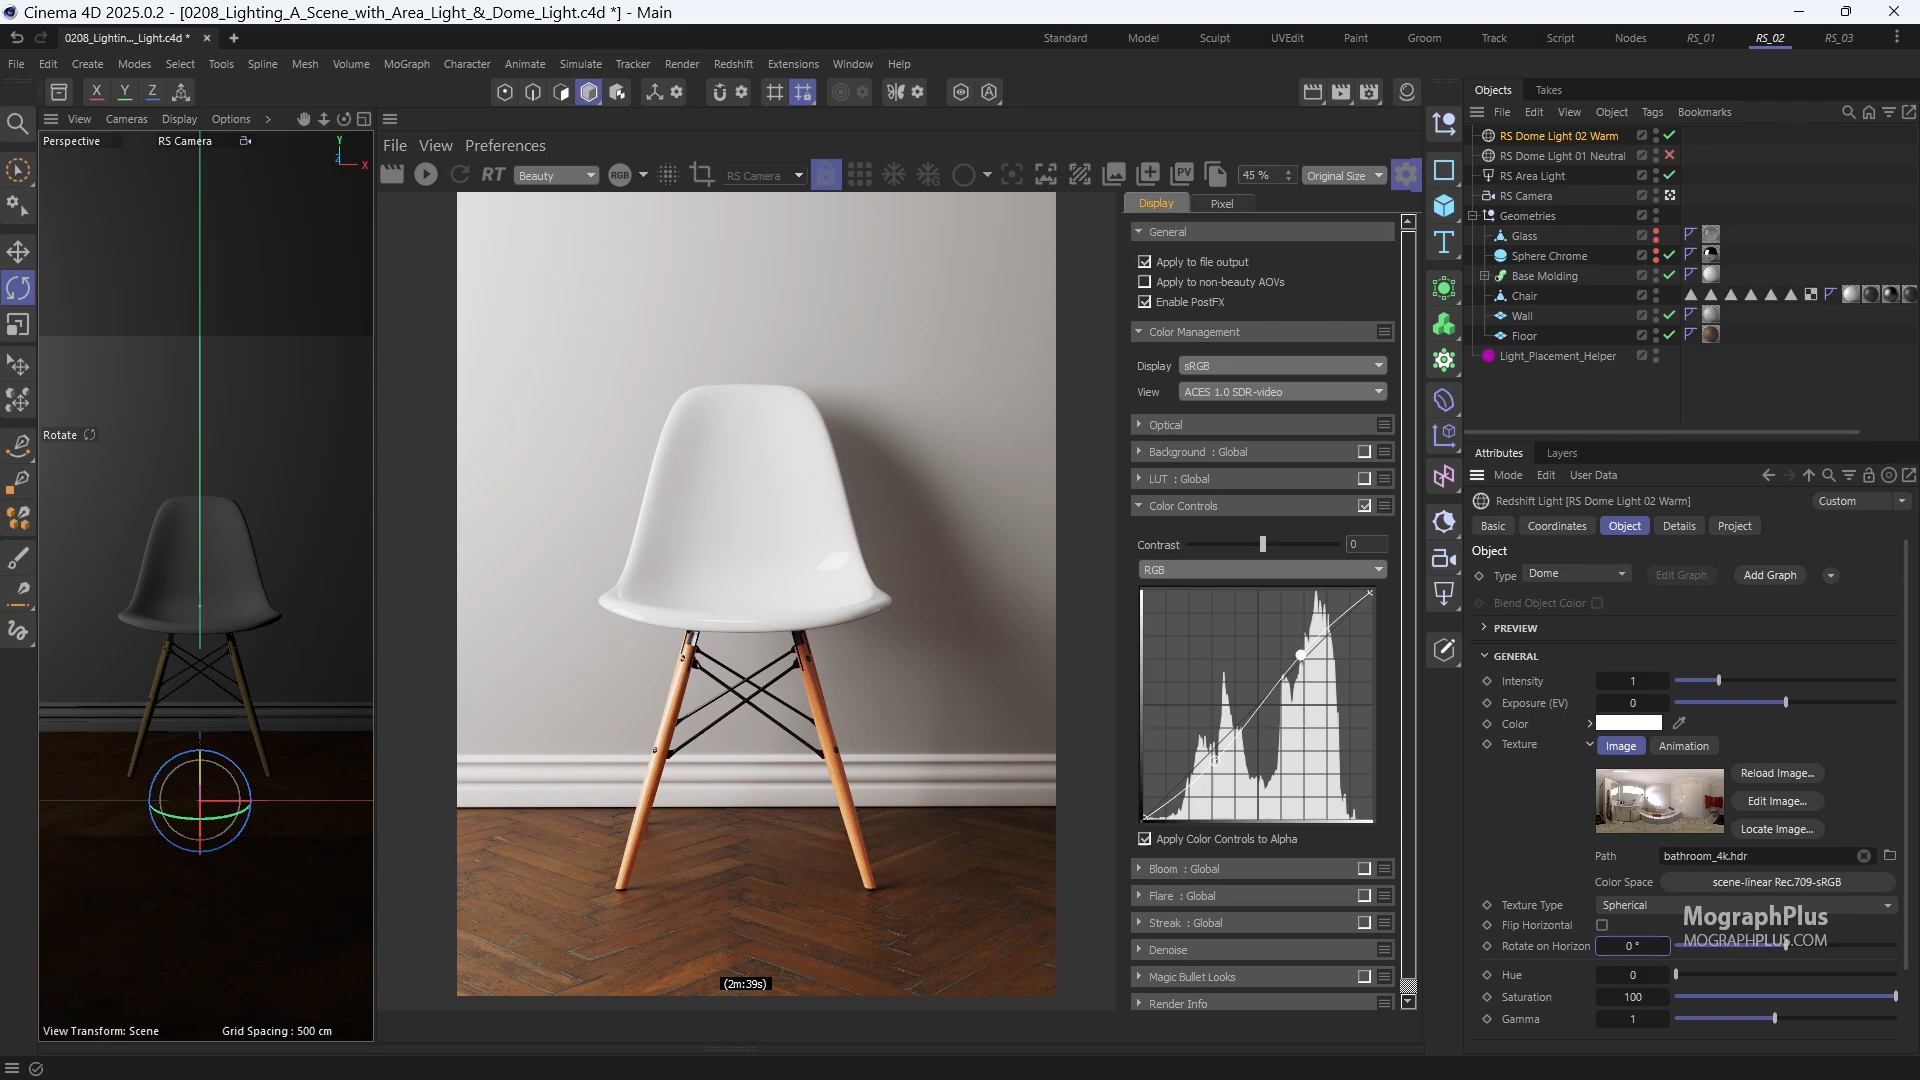 Cinema 4D 2025.0.2 - [0208_Lighting_A_Scene_with_Area_Light_&_Dome_Light.c4d *] - Main
0208_Lightin..._Light.c4d * × +
Standard Model Sculpt UVEdit Paint Groom Track Script Nodes RS_01 RS_02 RS_03
File Edit Create Modes Select Tools Spline Mesh Volume MoGraph Character Animate Simulate Tracker Render Redshift Extensions Window Help
X Y Z
View Cameras Display Options >
Perspective RS Camera
Y
Z X
Rotate
View Transform: Scene Grid Spacing : 500 cm
File View Preferences
RT Beauty RGB RS Camera PV 45 % Original Size
(2m:39s)
Display Pixel
General
Apply to file output
Apply to non-beauty AOVs
Enable PostFX
Color Management
Display sRGB
View ACES 1.0 SDR-video
Optical
Background : Global
LUT : Global
Color Controls
Contrast 0
RGB
Apply Color Controls to Alpha
Bloom : Global
Flare : Global
Streak : Global
Denoise
Magic Bullet Looks
Render Info
Objects Takes
File Edit View Object Tags Bookmarks
RS Dome Light 02 Warm
RS Dome Light 01 Neutral
RS Area Light
RS Camera
Geometries
Glass
Sphere Chrome
Base Molding
Chair
Wall
Floor
Light_Placement_Helper
Attributes Layers
Mode Edit User Data
Redshift Light [RS Dome Light 02 Warm] Custom
Basic Coordinates Object Details Project
Object
Type Dome Edit Graph Add Graph
Blend Object Color
PREVIEW
GENERAL
Intensity 1
Exposure (EV) 0
Color
Texture Image Animation
Reload Image...
Edit Image...
Locate Image...
Path bathroom_4k.hdr
Color Space scene-linear Rec.709-sRGB
Texture Type Spherical
Flip Horizontal
Rotate on Horizon 0 °
MographPlus
MOGRAPHPLUS.COM
Hue 0
Saturation 100
Gamma 1